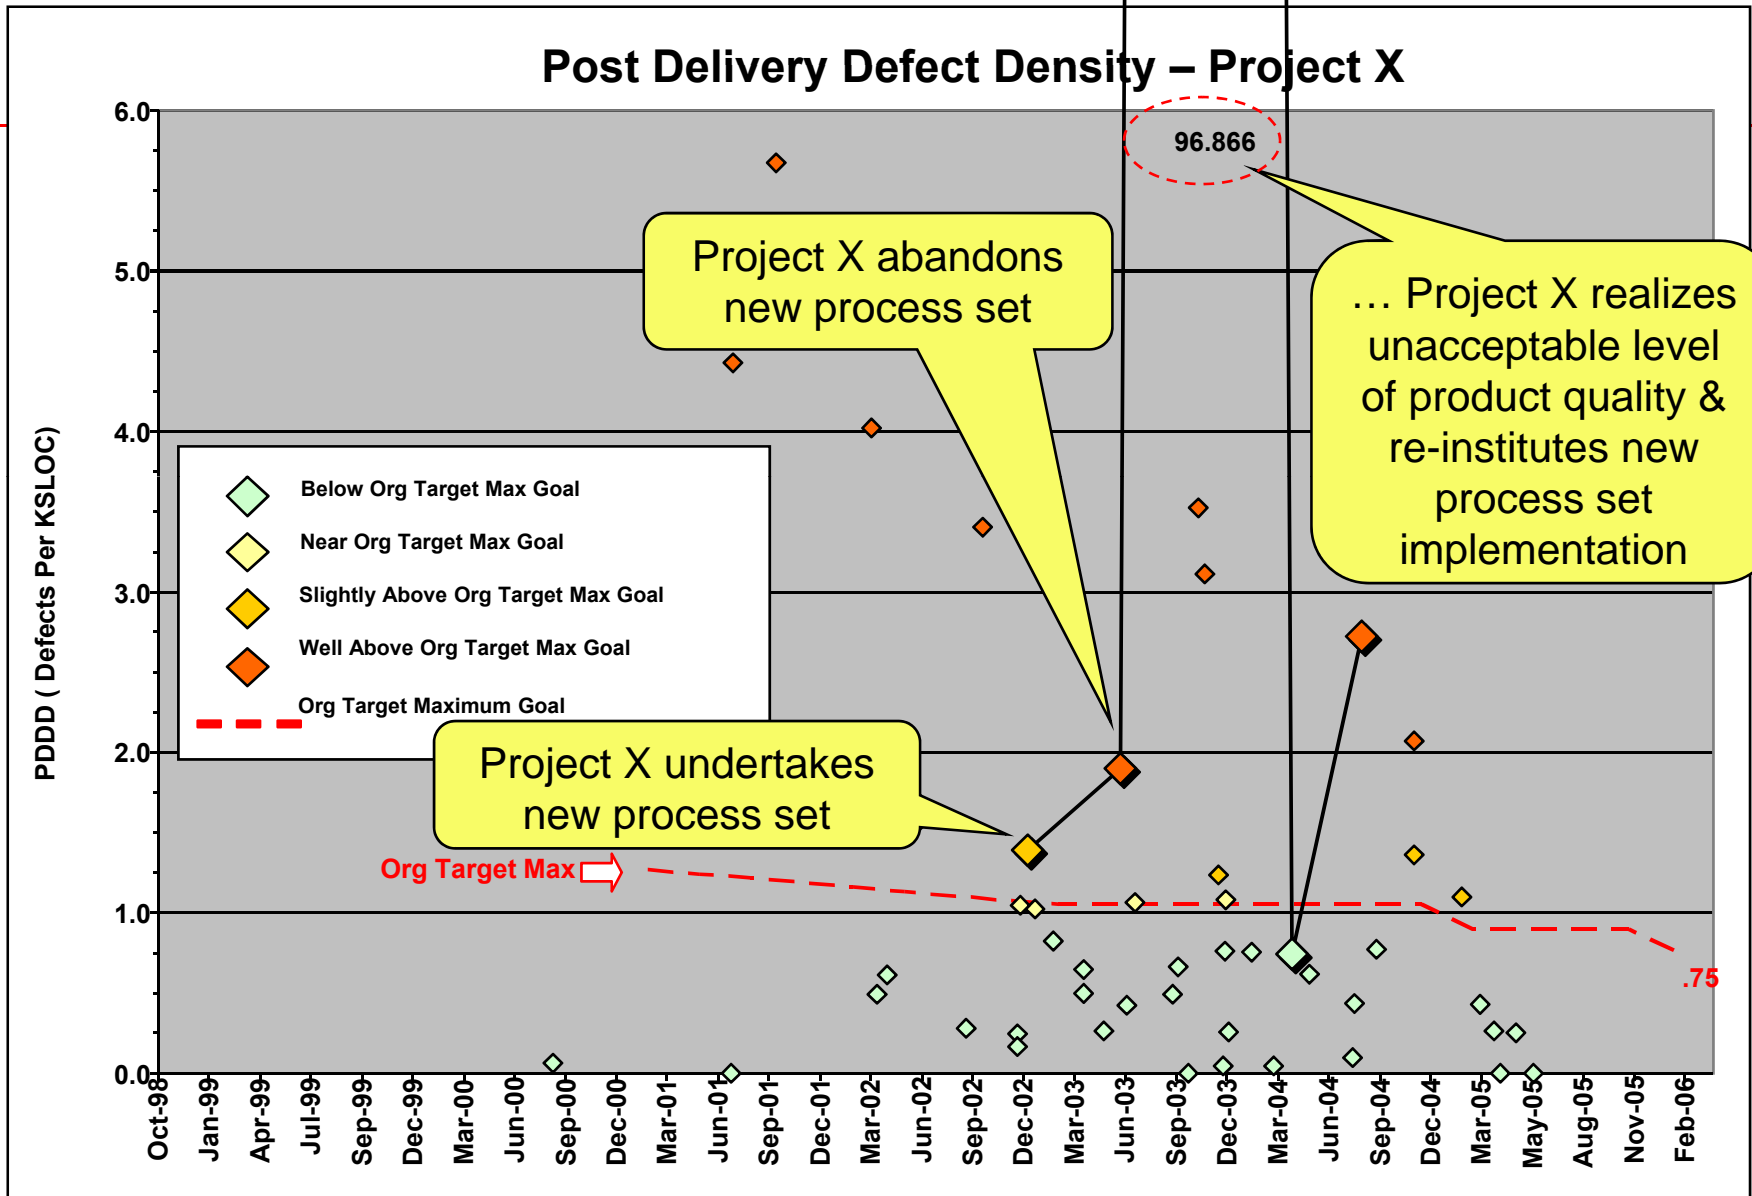 Post Delivery Defect Density – Project X
96.866
Project X abandons
new process set
… Project X realizes
unacceptable level
of product quality &
re-institutes new
process set
implementation
PDDD ( Defects Per KSLOC)
6.0
5.0
4.0
3.0
2.0
1.0
0.0
Below Org Target Max Goal
Near Org Target Max Goal
Slightly Above Org Target Max Goal
Well Above Org Target Max Goal
Org Target Maximum Goal
Project X undertakes
new process set
Org Target Max
.75
Oct-98
Jan-99
Apr-99
Jul-99
Sep-99
Dec-99
Mar-00
Jun-00
Sep-00
Dec-00
Mar-01
Jun-01
Sep-01
Dec-01
Mar-02
Jun-02
Sep-02
Dec-02
Mar-03
Jun-03
Sep-03
Dec-03
Mar-04
Jun-04
Sep-04
Dec-04
Mar-05
May-05
Aug-05
Nov-05
Feb-06